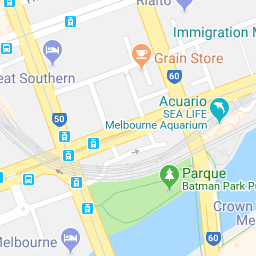 Rialto
Immigration M
Grain Store
eat Southern
60
Acuario
SEA LIFE
Melbourne Aquarium
50
Parque
Batman Park Pu
Crown
Me
Melbourne
60